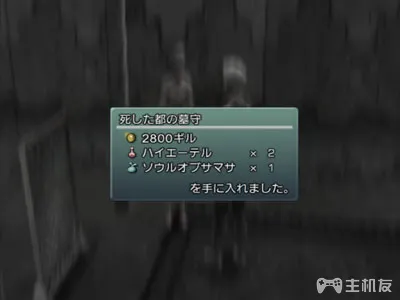 死した都の墓守
2800ギル
ハイエーテル × 2
ソウルオブサマサ × 1
を手に入れました。
主机友